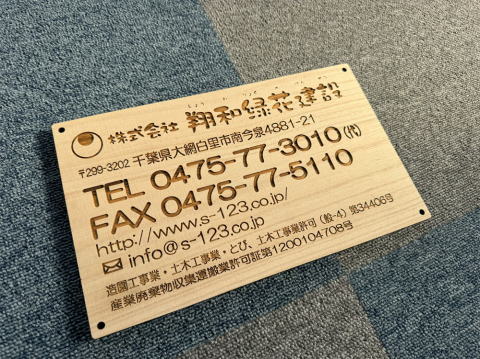 株式会社 翔和緑花建設
〒299-3202 千葉県大網白里市南今泉4881-21
TEL 0475-77-3010(代)
FAX 0475-77-5110
http://www.s-123.co.jp/
info@s-123.co.jp
造園工事業・土木工事業・とび、土木工事業許可(般-4)第34406号
産業廃棄物収集運搬業許可証第1200104708号